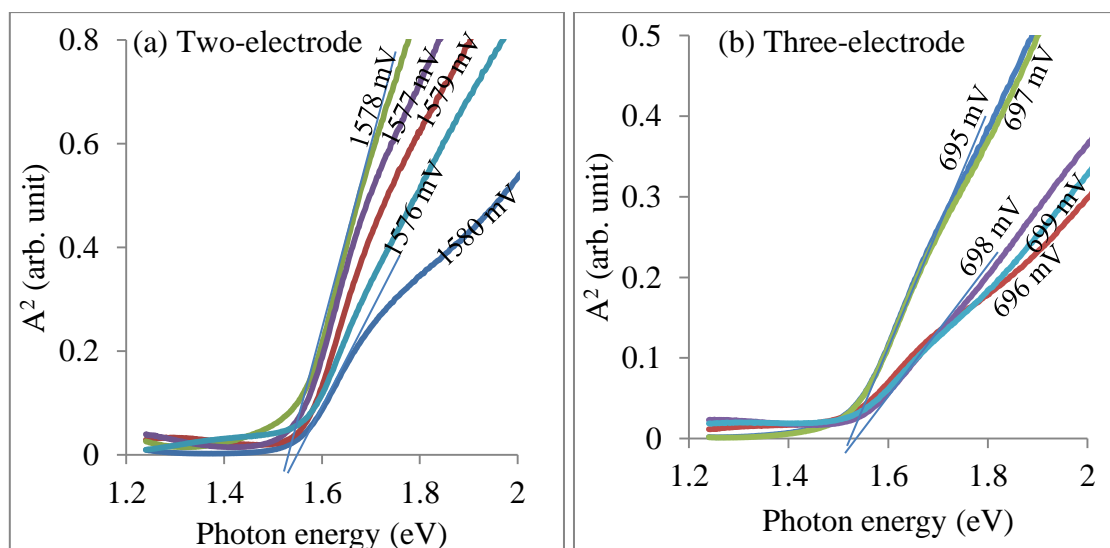 (a) Two-electrode
0.8
0.6
0.4
0.2
0
A² (arb. unit)
1578 mV
1577 mV
1579 mV
1576 mV
1580 mV
1.2 1.4 1.6 1.8 2
Photon energy (eV)
(b) Three-electrode
0.5
0.4
0.3
0.2
0.1
0
A² (arb. unit)
695 mV
697 mV
698 mV
699 mV
696 mV
1.2 1.4 1.6 1.8 2
Photon energy (eV)